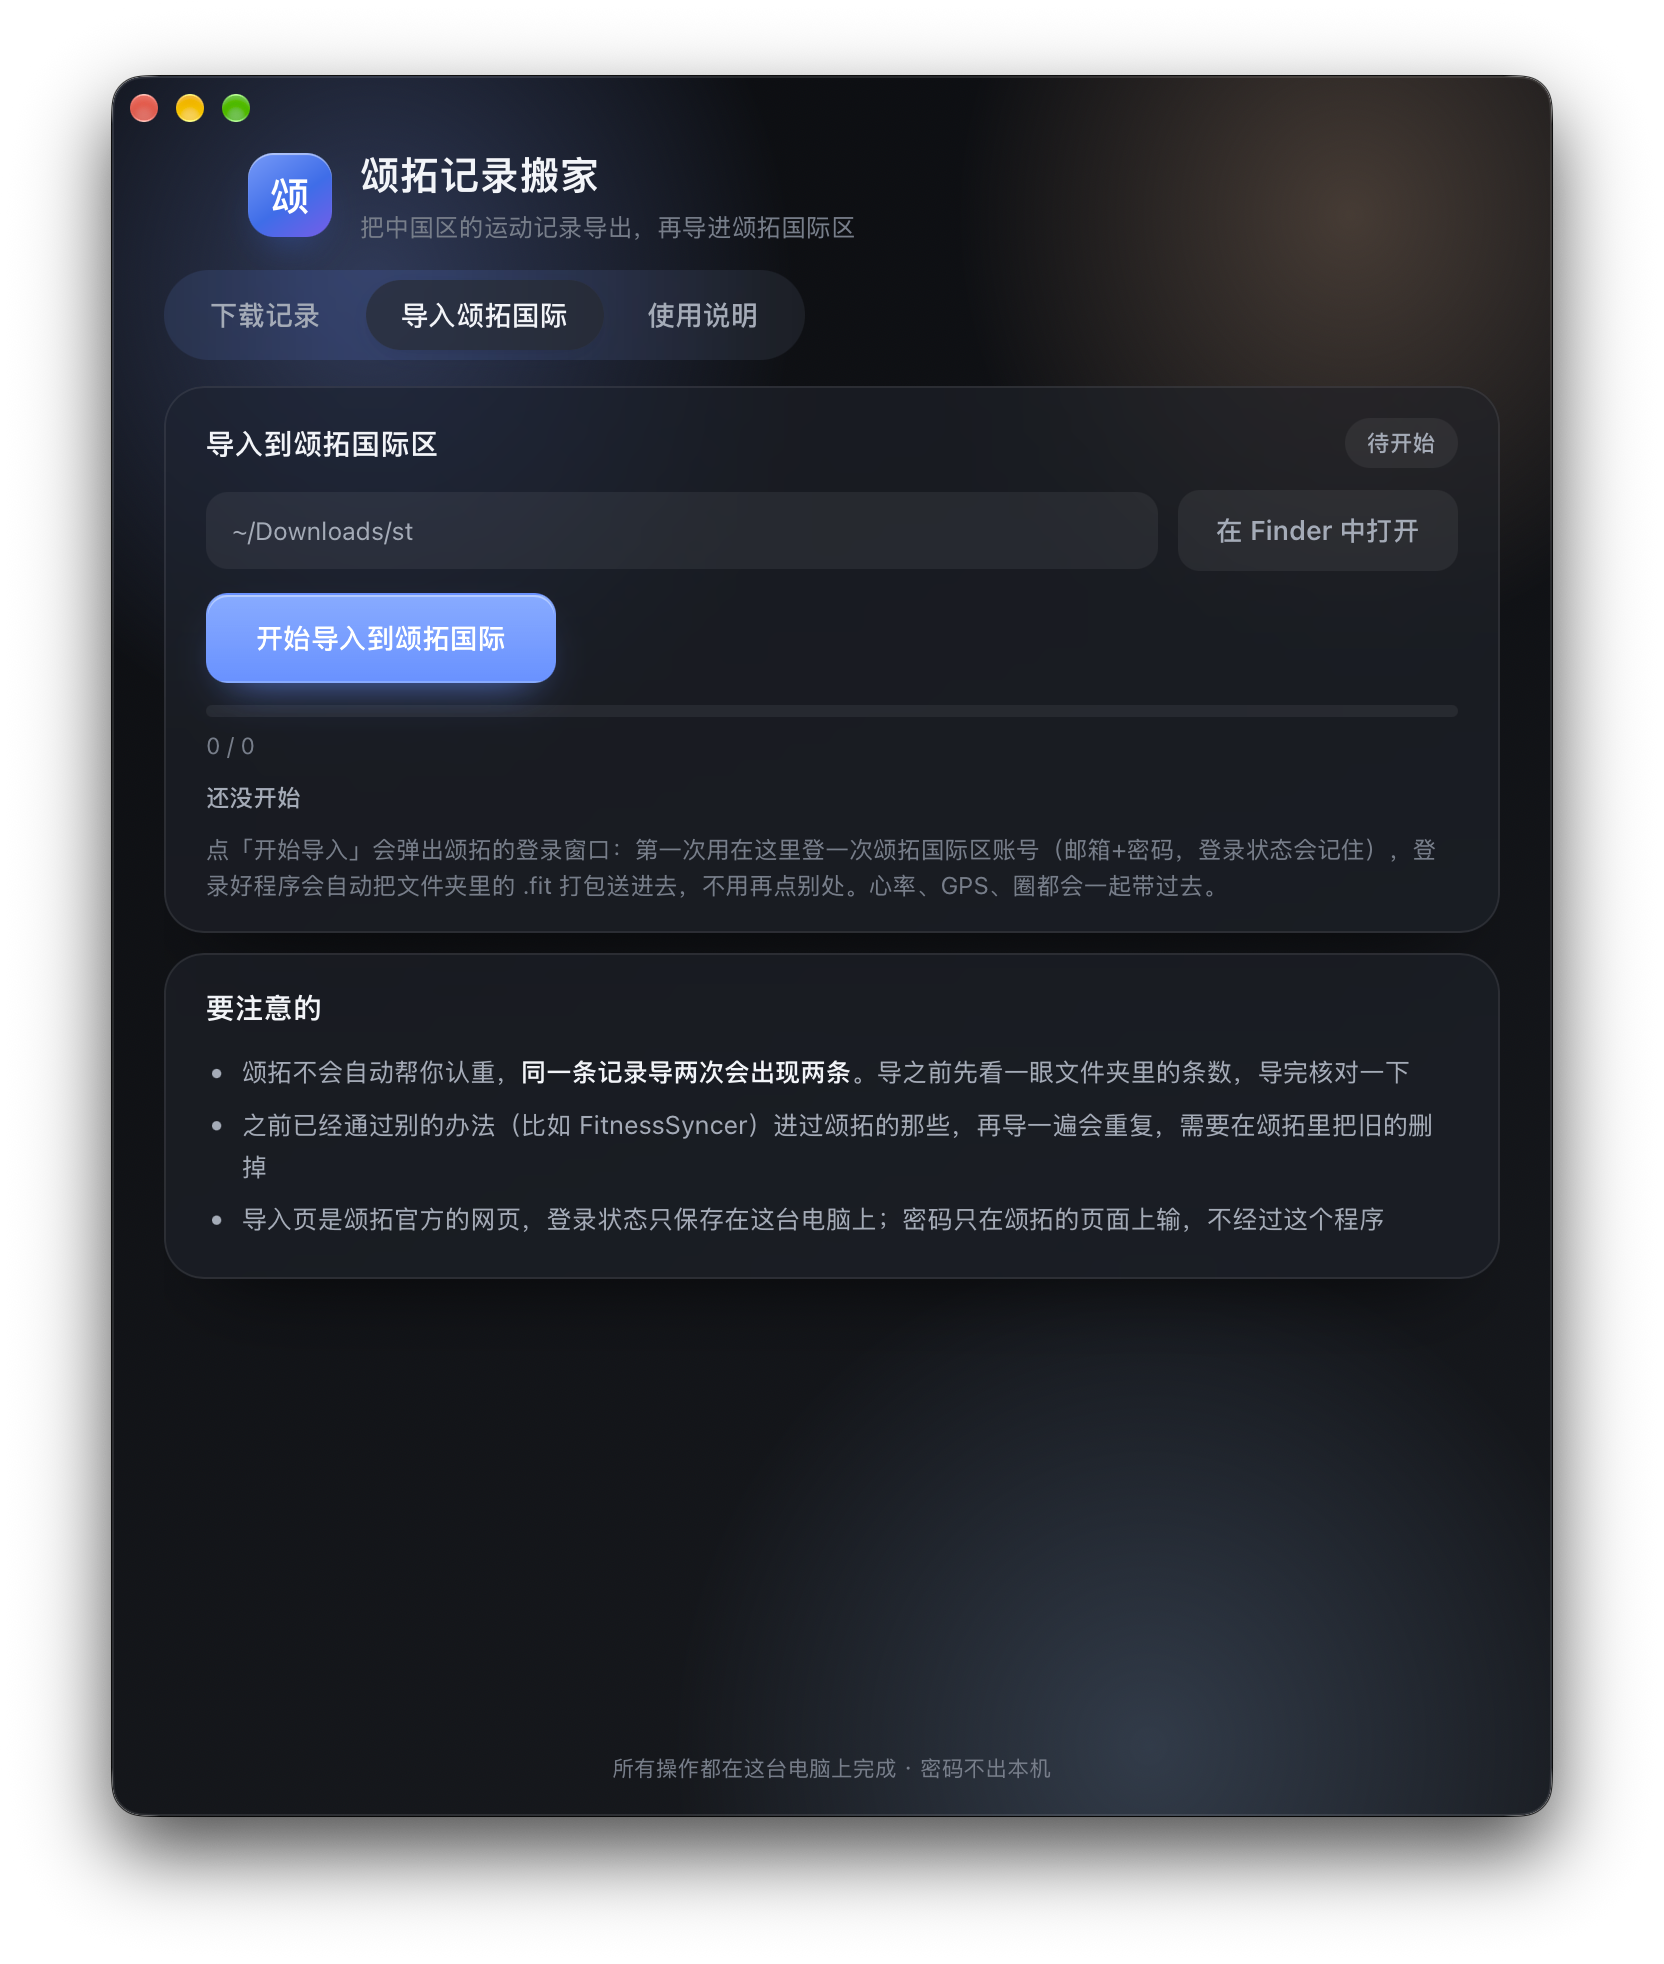 颂
颂拓记录搬家
把中国区的运动记录导出，再导进颂拓国际区
下载记录
导入颂拓国际
使用说明
导入到颂拓国际区
待开始
~/Downloads/st
在 Finder 中打开
开始导入到颂拓国际
0 / 0
还没开始
点「开始导入」会弹出颂拓的登录窗口：第一次用在这里登一次颂拓国际区账号（邮箱+密码，登录状态会记住），登
录好程序会自动把文件夹里的 .fit 打包送进去，不用再点别处。心率、GPS、圈都会一起带过去。
要注意的
• 颂拓不会自动帮你认重，同一条记录导两次会出现两条。导之前先看一眼文件夹里的条数，导完核对一下
• 之前已经通过别的办法（比如 FitnessSyncer）进过颂拓的那些，再导一遍会重复，需要在颂拓里把旧的删
掉
• 导入页是颂拓官方的网页，登录状态只保存在这台电脑上；密码只在颂拓的页面上输，不经过这个程序
所有操作都在这台电脑上完成 · 密码不出本机